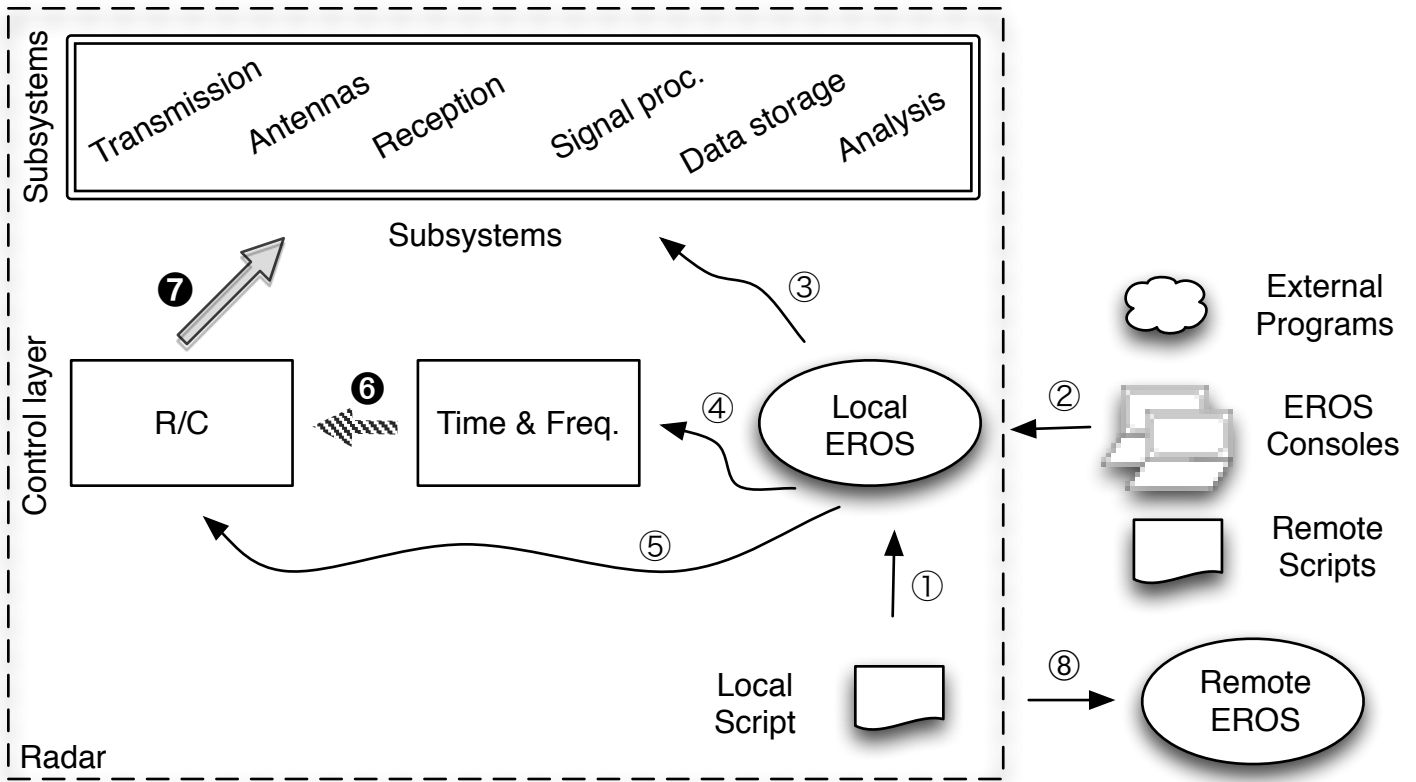 Subsystems
Transmission
Antennas
Reception
Signal proc.
Data storage
Analysis
Subsystems
❼
③
External
Programs
Control layer
R/C
❻
Time & Freq.
④
Local
EROS
②
EROS
Consoles
⑤
①
Remote
Scripts
Local
Script
⑧
Remote
EROS
Radar